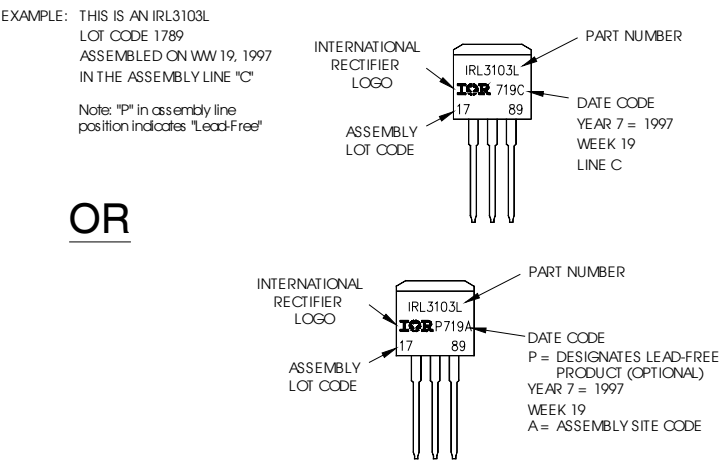 EXAMPLE: THIS IS AN IRL3103L
LOT CODE 1789
ASSEMBLED ON WW 19, 1997
IN THE ASSEMBLY LINE "C"
Note: "P" in assembly line
position indicates "Lead-Free"
INTERNATIONAL
RECTIFIER
LOGO
ASSEMBLY
LOT CODE
IRL3103L
IOR 719C
17 89
PART NUMBER
DATE CODE
YEAR 7 = 1997
WEEK 19
LINE C
OR
INTERNATIONAL
RECTIFIER
LOGO
ASSEMBLY
LOT CODE
IRL3103L
IOR P719A
17 89
PART NUMBER
DATE CODE
P = DESIGNATES LEAD-FREE
PRODUCT (OPTIONAL)
YEAR 7 = 1997
WEEK 19
A = ASSEMBLY SITE CODE